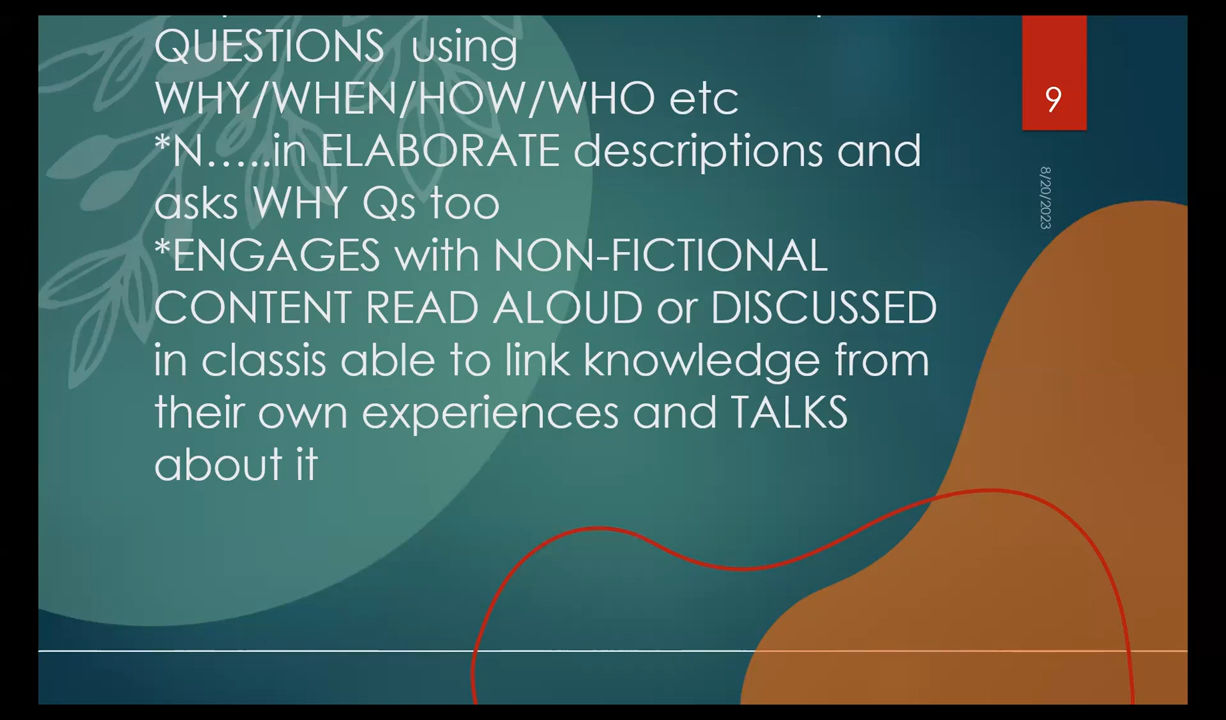 QUESTIONS using
WHY/WHEN/HOW/WHO etc
*N…..in ELABORATE descriptions and
asks WHY Qs too
*ENGAGES with NON-FICTIONAL
CONTENT READ ALOUD or DISCUSSED
in classis able to link knowledge from
their own experiences and TALKS
about it
9
8/20/2023